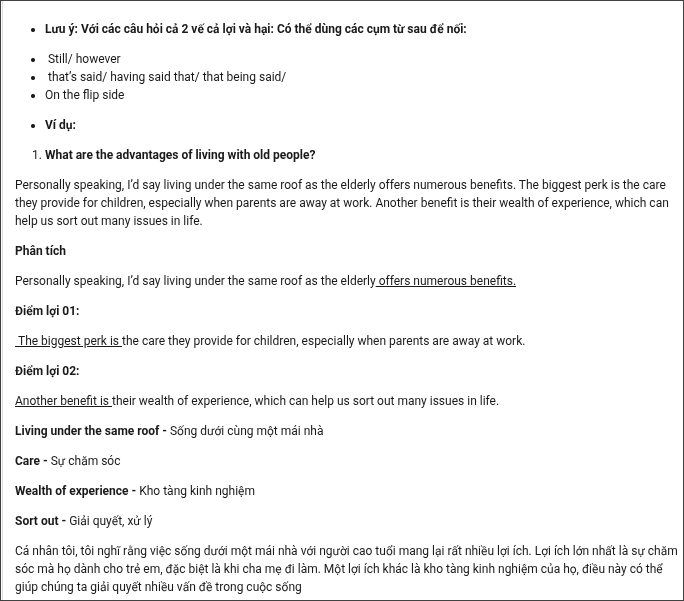 Lưu ý: Với các câu hỏi cả 2 vế cả lợi và hại: Có thể dùng các cụm từ sau để nối:
Still/ however
that's said/ having said that/ that being said/
On the flip side
Ví dụ:
1. What are the advantages of living with old people?
Personally speaking, I'd say living under the same roof as the elderly offers numerous benefits. The biggest perk is the care
they provide for children, especially when parents are away at work. Another benefit is their wealth of experience, which can
help us sort out many issues in life.
Phân tích
Personally speaking, I'd say living under the same roof as the elderly offers numerous benefits.
Điểm lợi 01:
The biggest perk is the care they provide for children, especially when parents are away at work.
Điểm lợi 02:
Another benefit is their wealth of experience, which can help us sort out many issues in life.
Living under the same roof - Sống dưới cùng một mái nhà
Care - Sự chăm sóc
Wealth of experience - Kho tàng kinh nghiệm
Sort out - Giải quyết, xử lý
Cá nhân tôi, tôi nghĩ rằng việc sống dưới một mái nhà với người cao tuổi mang lại rất nhiều lợi ích. Lợi ích lớn nhất là sự chăm
sóc mà họ dành cho trẻ em, đặc biệt là khi cha mẹ đi làm. Một lợi ích khác là kho tàng kinh nghiệm của họ, điều này có thể
giúp chúng ta giải quyết nhiều vấn đề trong cuộc sống